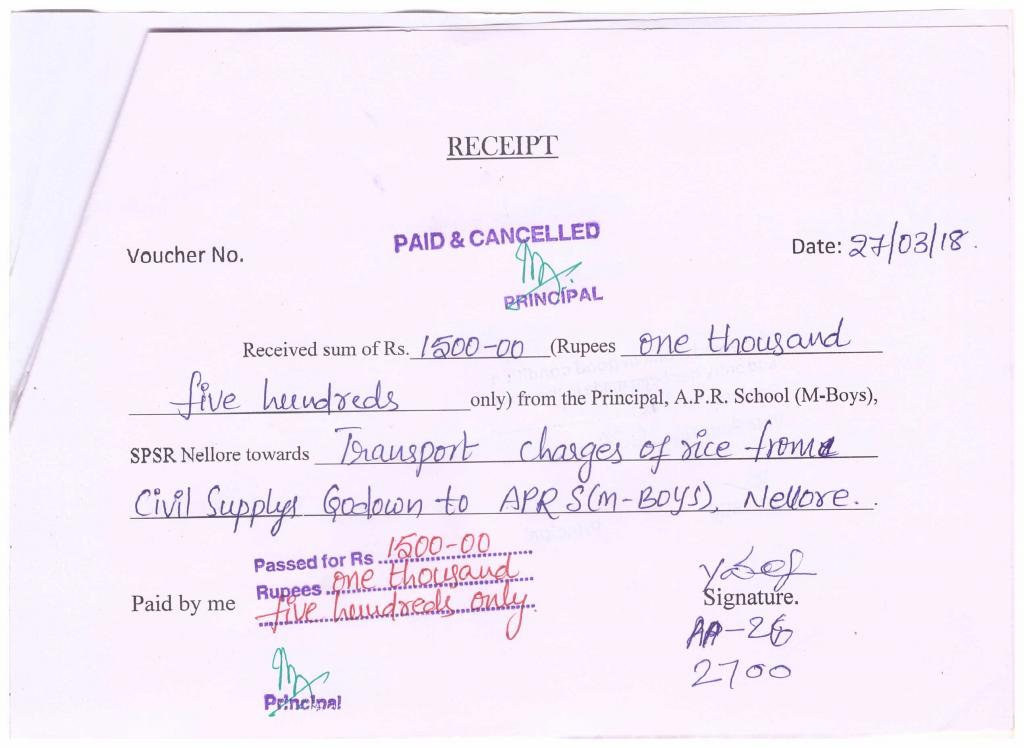 RECEIPT
Voucher No.
PAID & CANCELLED
PRINCIPAL
Date: 27/03/18.
Received sum of Rs. 1500-00 (Rupees one thousand
five hundreds only) from the Principal, A.P.R. School (M-Boys),
SPSR Nellore towards Transport charges of rice from
Civil Supplys Godown to APR S(M-BOYS), Nellore.
Passed for Rs 1500-00
Rupees one thousand
five hundreds only.
Paid by me
Principal
Signature.
AP-26
2700